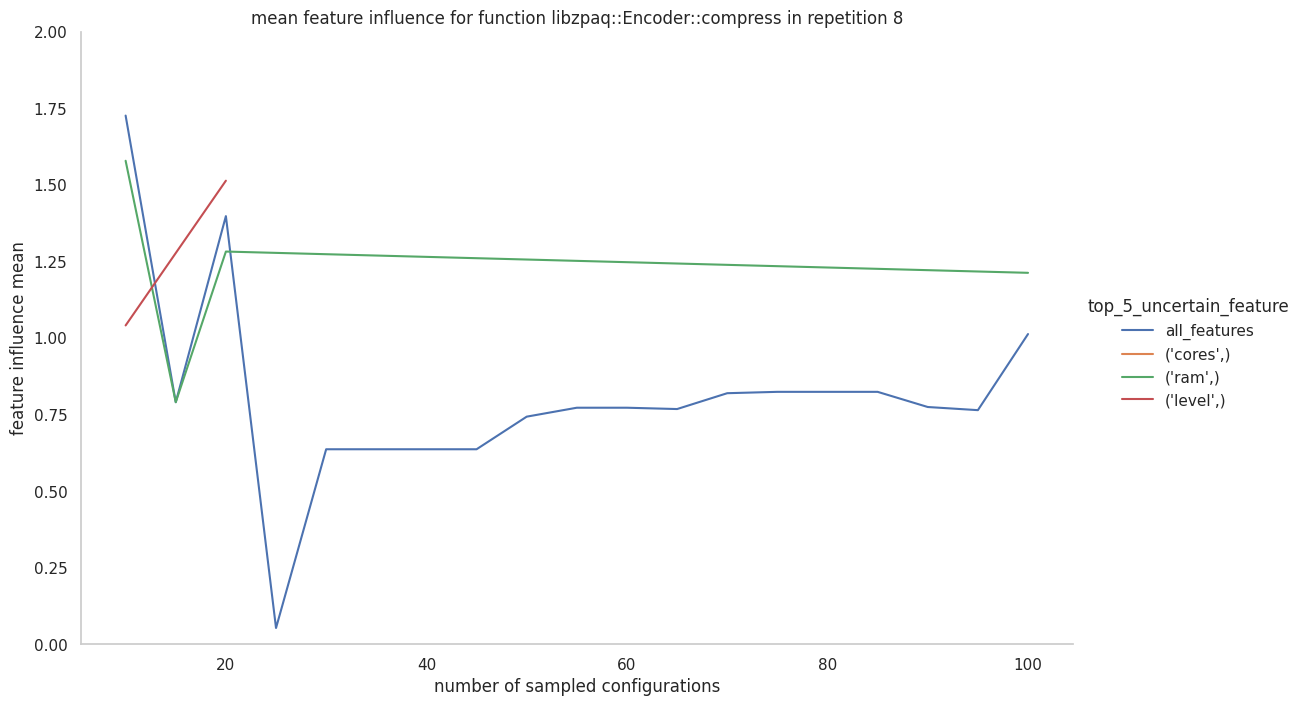 mean feature influence for function libzpaq::Encoder::compress in repetition 8
2.00
1.75
1.50
1.25
1.00
0.75
0.50
0.25
0.00
feature influence mean
20
40
60
80
100
number of sampled configurations
top_5_uncertain_feature
all_features
('cores',)
('ram',)
('level',)